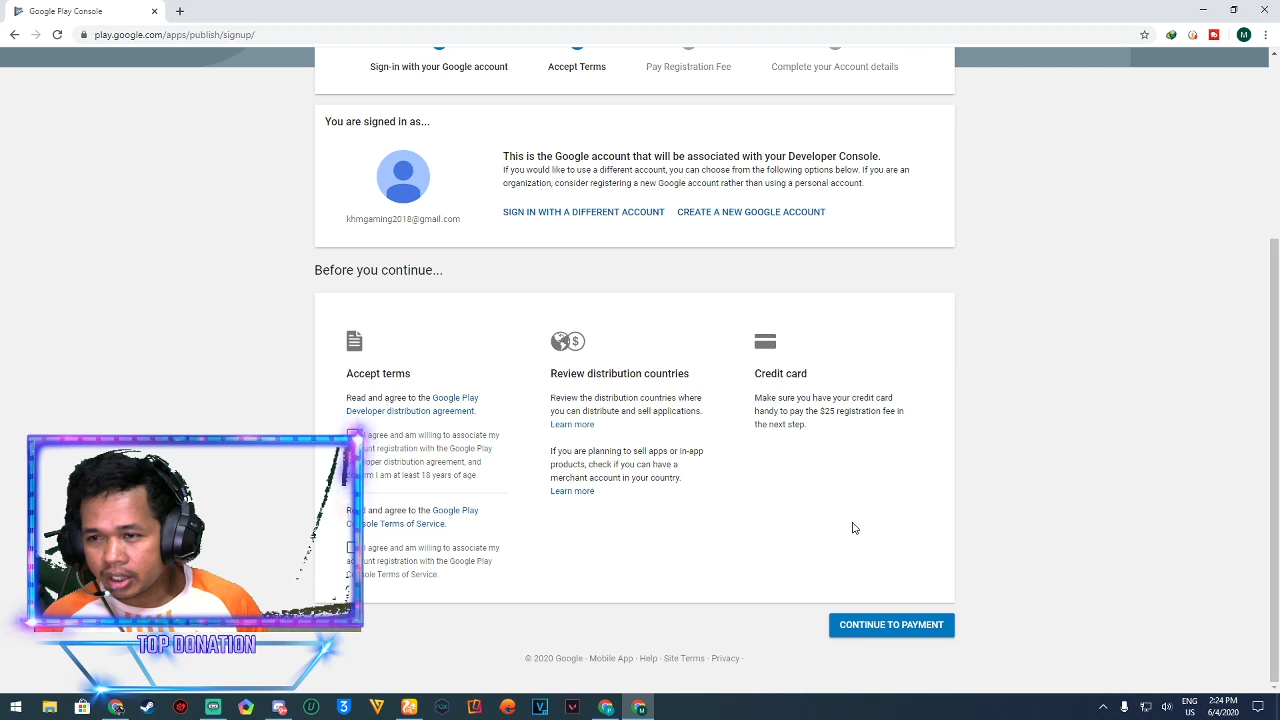 Google Play Console
play.google.com/apps/publish/signup/
M
Sign-in with your Google account
Accept Terms
Pay Registration Fee
Complete your Account details
You are signed in as...
khmgaming2018@gmail.com
This is the Google account that will be associated with your Developer Console.
If you would like to use a different account, you can choose from the following options below. If you are an
organization, consider registering a new Google account rather than using a personal account.
SIGN IN WITH A DIFFERENT ACCOUNT
CREATE A NEW GOOGLE ACCOUNT
Before you continue...
Accept terms
Read and agree to the Google Play
Developer distribution agreement.
agree and am willing to associate my
ount registration with the Google Play
loper distribution agreement, and
rm I am at least 18 years of age.
Read and agree to the Google Play
Console Terms of Service.
I agree and am willing to associate my
account registration with the Google Play
Console Terms of Service.
Review distribution countries
Review the distribution countries where
you can distribute and sell applications.
Learn more
If you are planning to sell apps or in-app
products, check if you can have a
merchant account in your country.
Learn more
Credit card
Make sure you have your credit card
handy to pay the $25 registration fee in
the next step.
CONTINUE TO PAYMENT
TOP DONATION
© 2020 Google · Mobile App · Help · Site Terms · Privacy ·
ENG
US
2:24 PM
6/4/2020